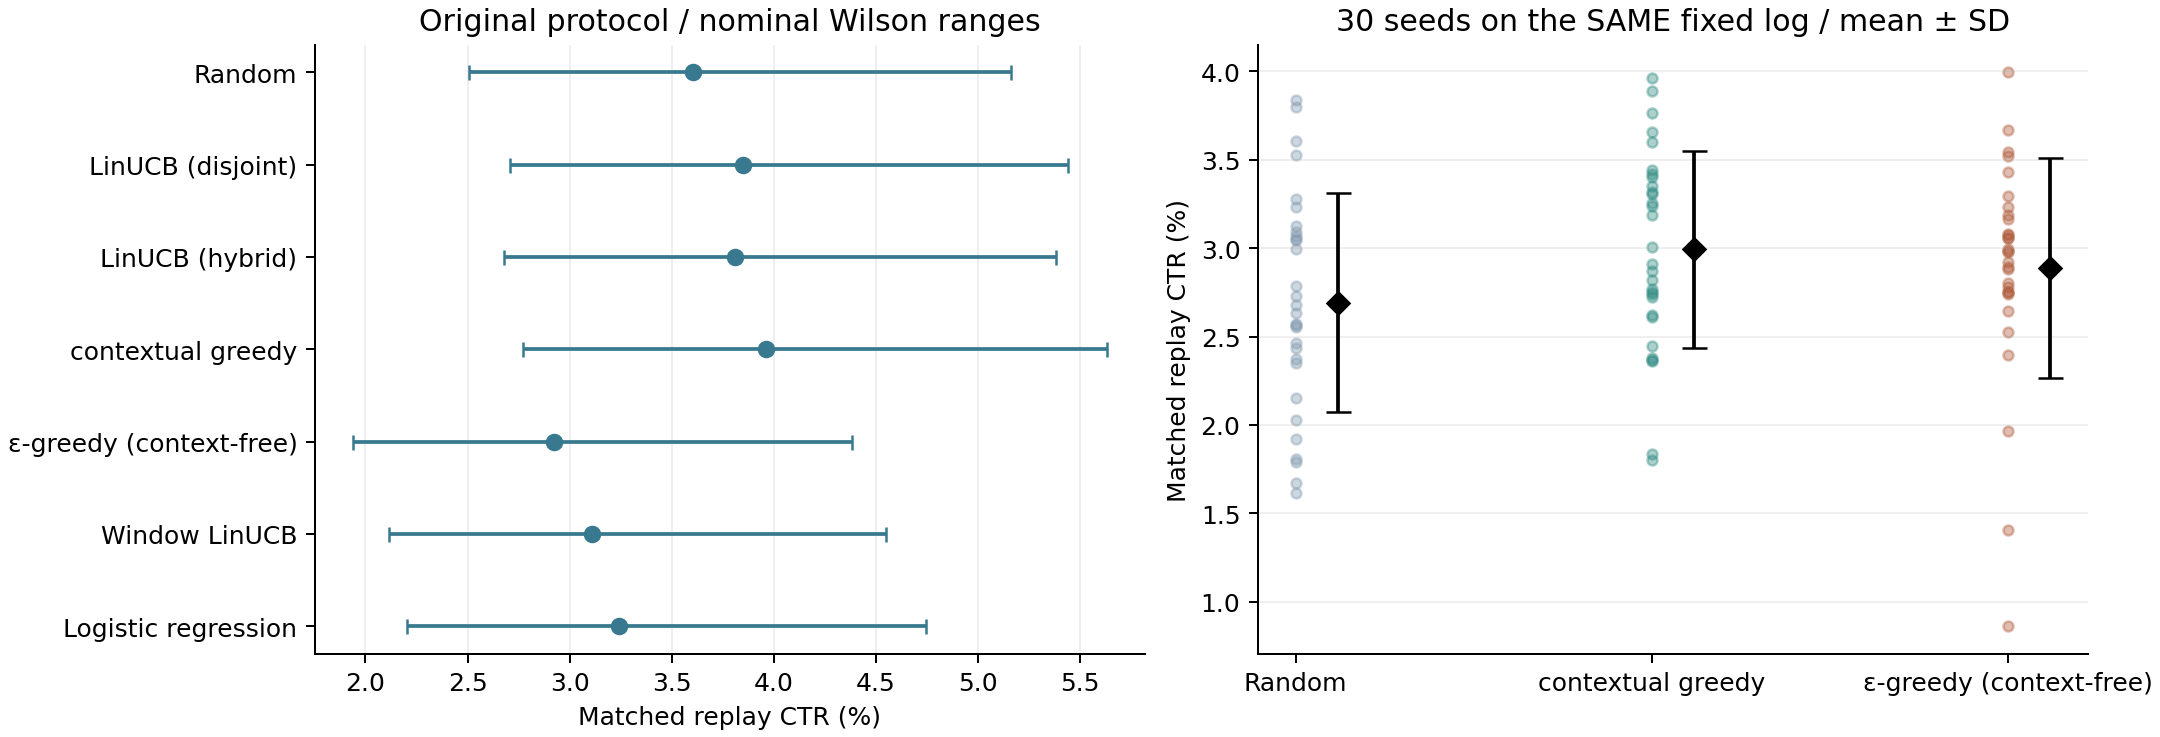 Original protocol / nominal Wilson ranges
Random
LinUCB (disjoint)
LinUCB (hybrid)
contextual greedy
ε-greedy (context-free)
Window LinUCB
Logistic regression
2.0 2.5 3.0 3.5 4.0 4.5 5.0 5.5
Matched replay CTR (%)
30 seeds on the SAME fixed log / mean ± SD
Matched replay CTR (%)
4.0
3.5
3.0
2.5
2.0
1.5
1.0
Random contextual greedy ε-greedy (context-free)